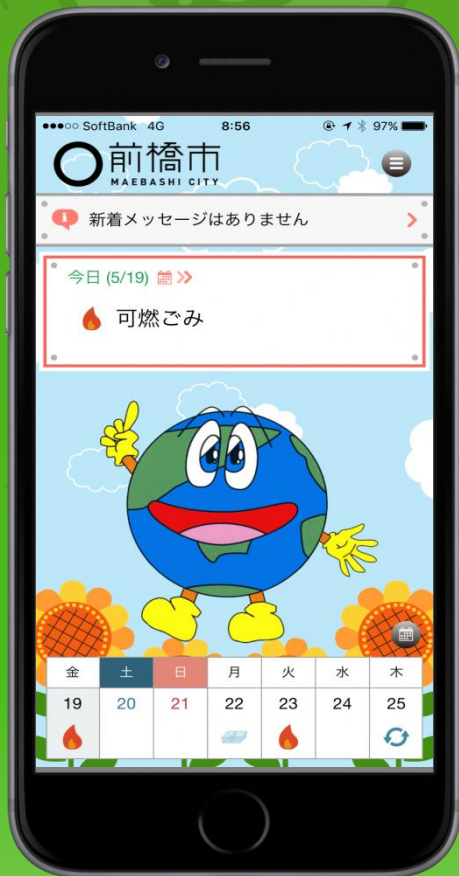 ●●●○○ SoftBank 4G 8:56 97%
前橋市
MAEBASHI CITY
新着メッセージはありません
今日 (5/19)
可燃ごみ
金 土 日 月 火 水 木
19 20 21 22 23 24 25